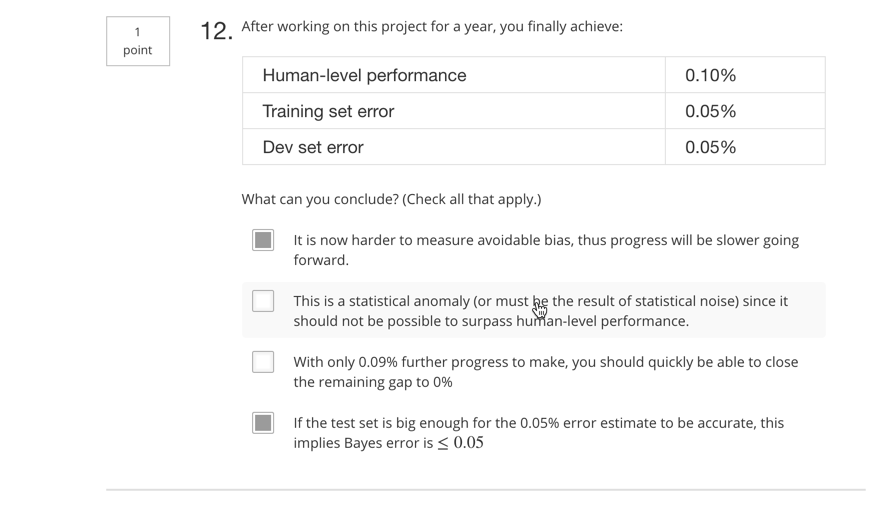 1
point
12. After working on this project for a year, you finally achieve:
Human-level performance 0.10%
Training set error 0.05%
Dev set error 0.05%
What can you conclude? (Check all that apply.)
It is now harder to measure avoidable bias, thus progress will be slower going
forward.
This is a statistical anomaly (or must be the result of statistical noise) since it
should not be possible to surpass human-level performance.
With only 0.09% further progress to make, you should quickly be able to close
the remaining gap to 0%
If the test set is big enough for the 0.05% error estimate to be accurate, this
implies Bayes error is ≤ 0.05